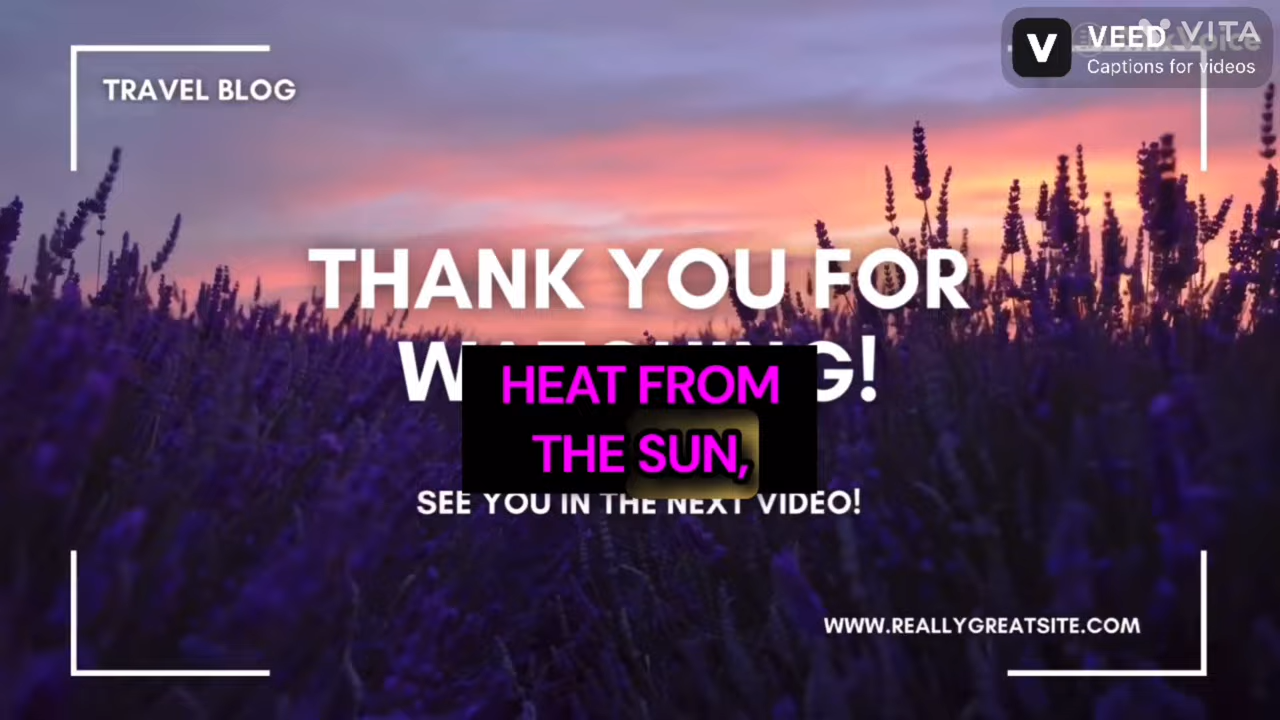 TRAVEL BLOG
VEED
VITA
Captions for videos
THANK YOU FOR
HEAT FROM
THE SUN,
SEE YOU IN THE NEXT VIDEO!
WWW.REALLYGREATSITE.COM